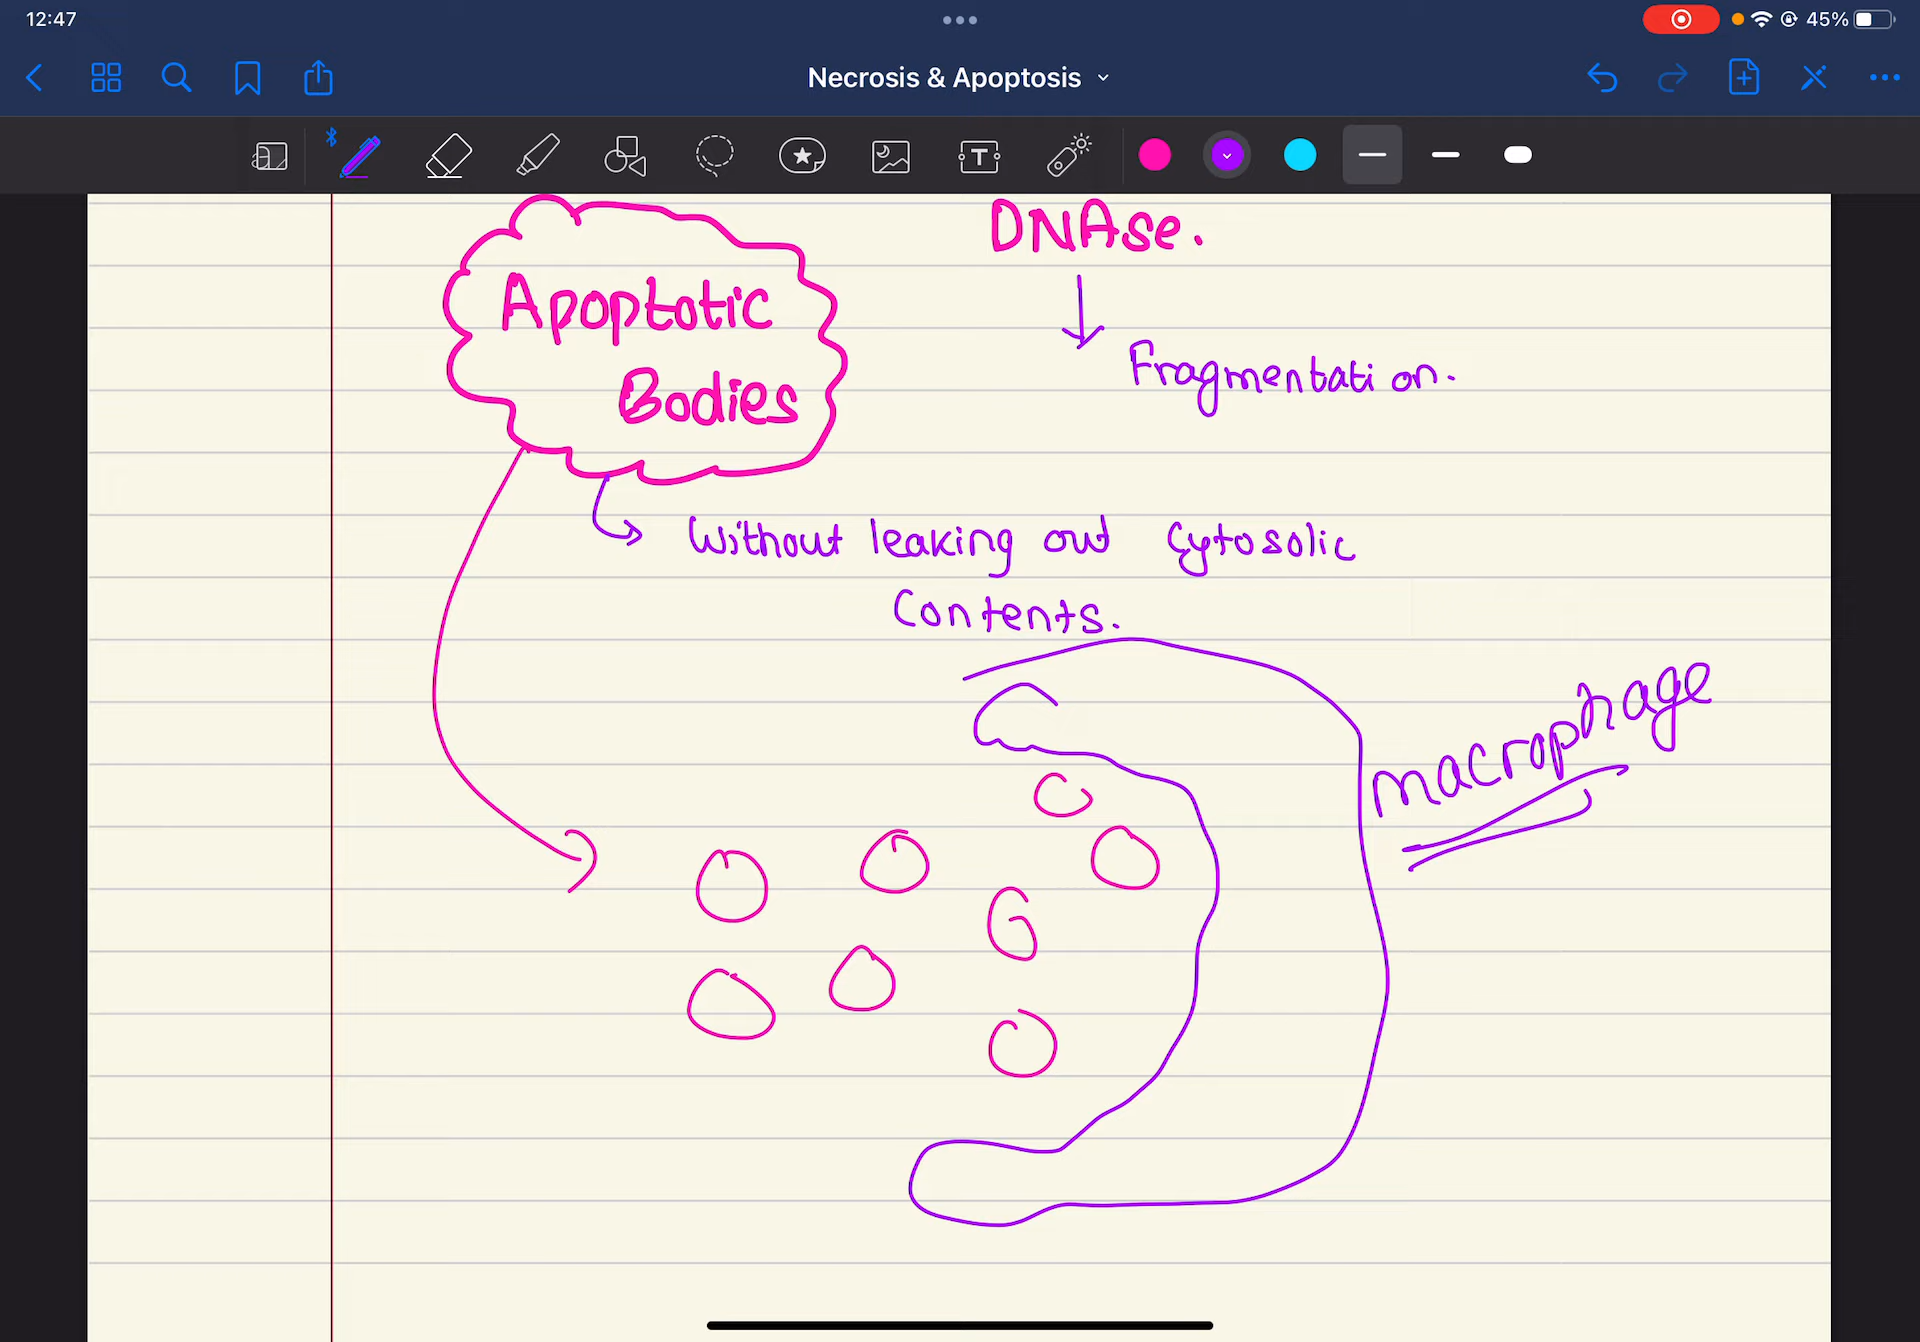 12:47
45%
Necrosis & Apoptosis
T
DNAse.
Apoptotic
Bodies
Fragmentation.
Without leaking out Cytosolic
Contents.
macrophage